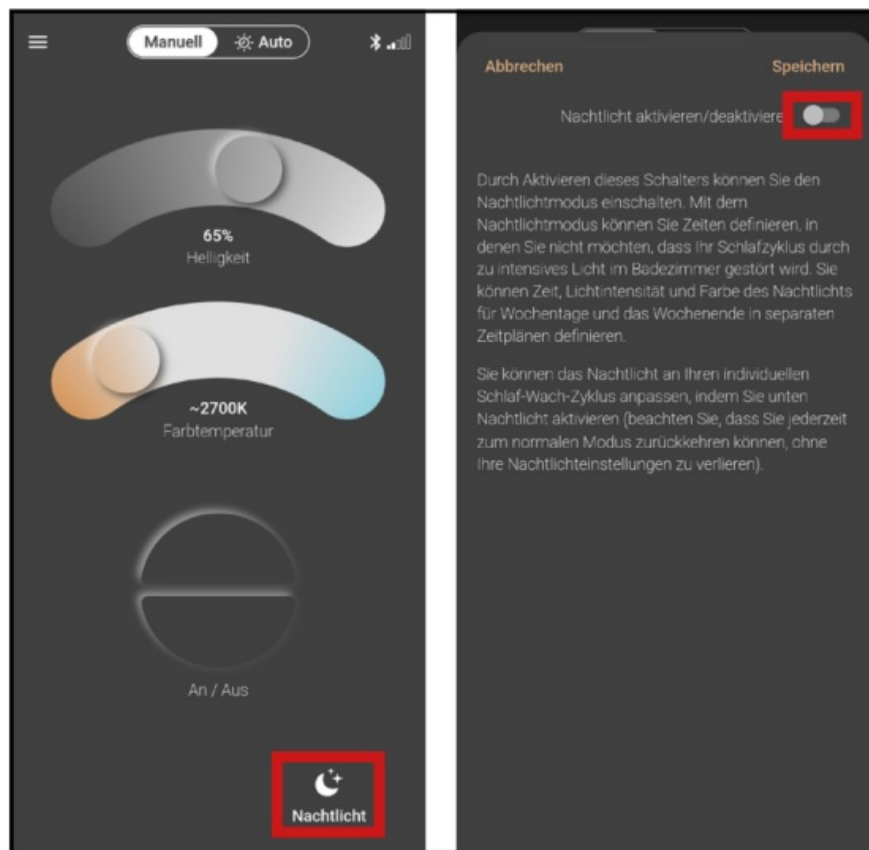 Manuell Auto
65%
Helligkeit
~2700K
Farbtemperatur
An / Aus
Nachtlicht
Abbrechen Speichern
Nachtlicht aktivieren/deaktiviere
Durch Aktivieren dieses Schalters können Sie den
Nachtlichtmodus einschalten. Mit dem
Nachtlichtmodus können Sie Zeiten definieren, in
denen Sie nicht möchten, dass Ihr Schlafzyklus durch
zu intensives Licht im Badezimmer gestört wird. Sie
können Zeit, Lichtintensität und Farbe des Nachtlichts
für Wochentage und das Wochenende in separaten
Zeitplänen definieren.
Sie können das Nachtlicht an Ihren individuellen
Schlaf-Wach-Zyklus anpassen, indem Sie unten
Nachtlicht aktivieren (beachten Sie, dass Sie jederzeit
zum normalen Modus zurückkehren können, ohne
Ihre Nachtlichteinstellungen zu verlieren).